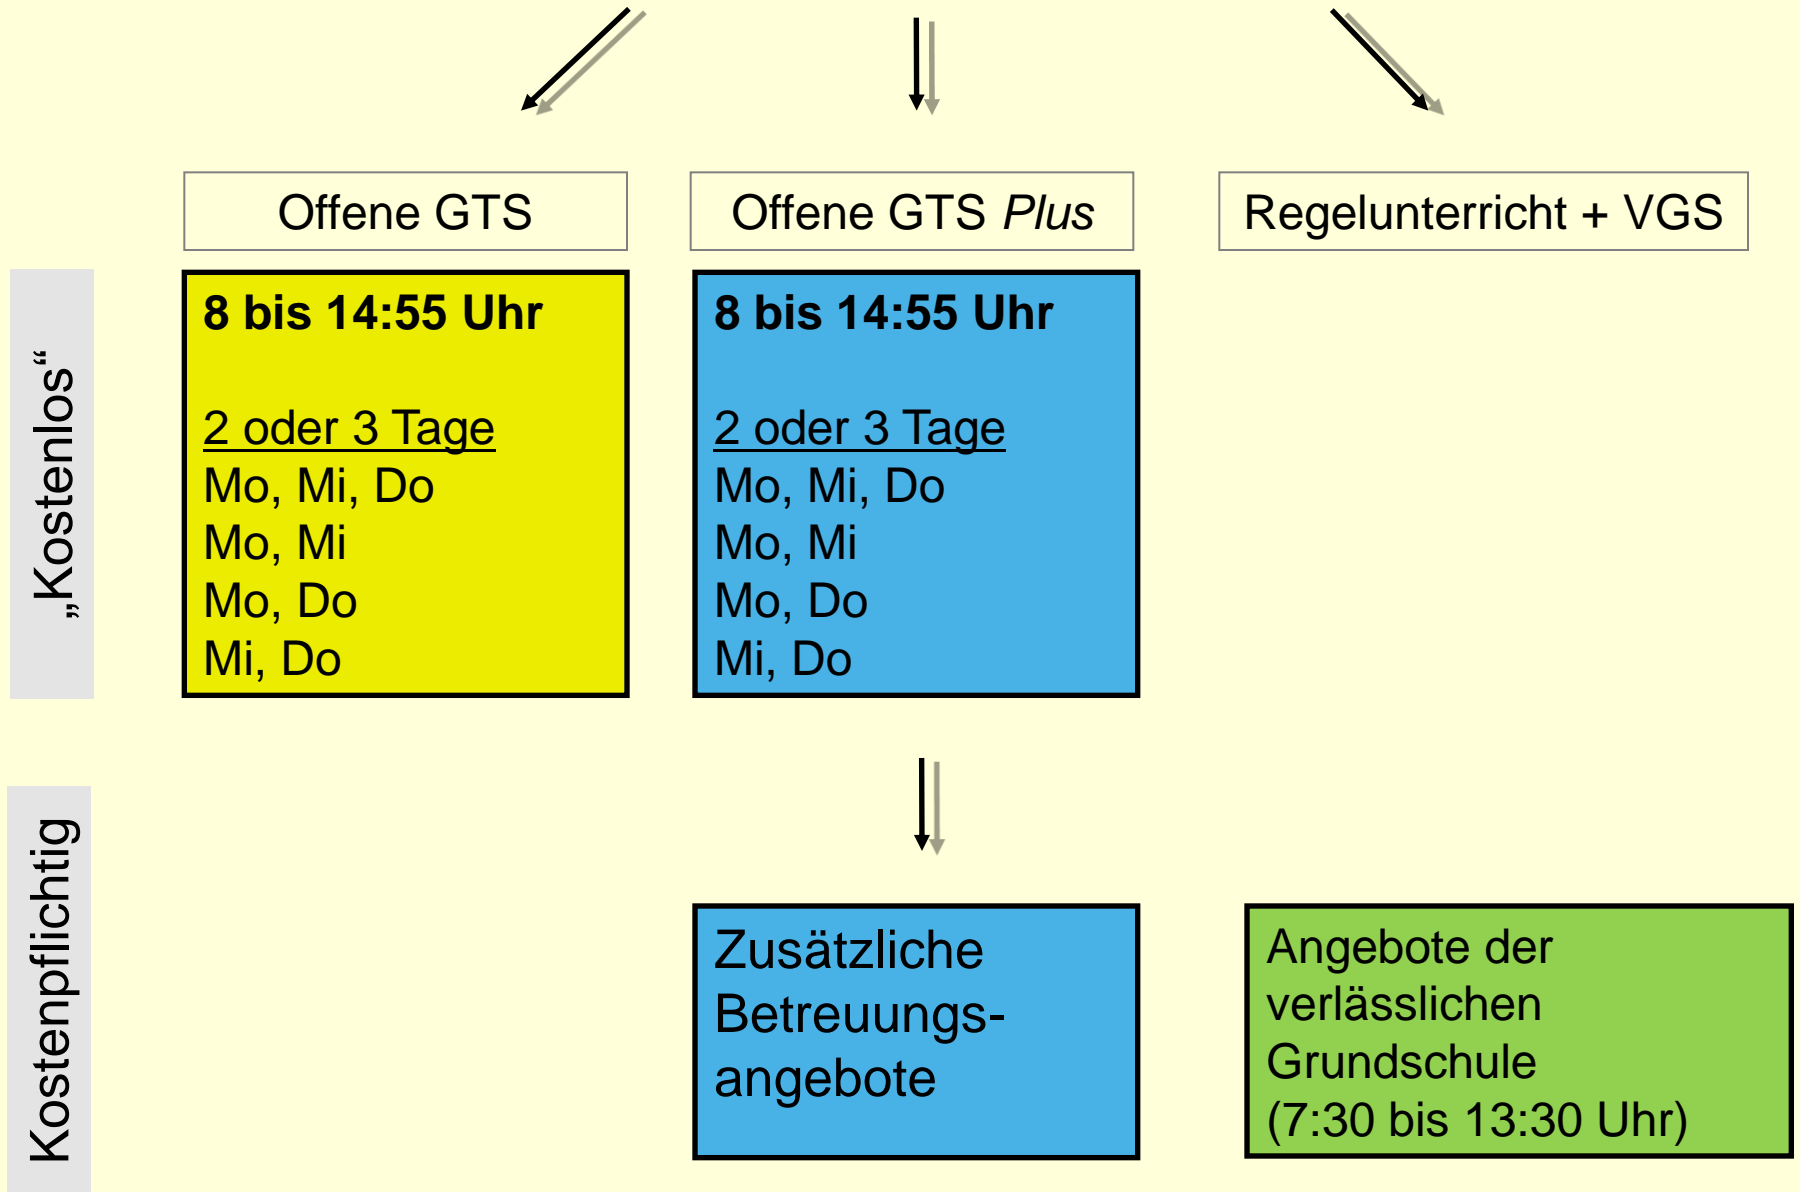 Offene GTS
Offene GTS Plus
Regelunterricht + VGS
„Kostenlos“
8 bis 14:55 Uhr
2 oder 3 Tage
Mo, Mi, Do
Mo, Mi
Mo, Do
Mi, Do
8 bis 14:55 Uhr
2 oder 3 Tage
Mo, Mi, Do
Mo, Mi
Mo, Do
Mi, Do
Kostenpflichtig
Zusätzliche
Betreuungs-
angebote
Angebote der
verlässlichen
Grundschule
(7:30 bis 13:30 Uhr)